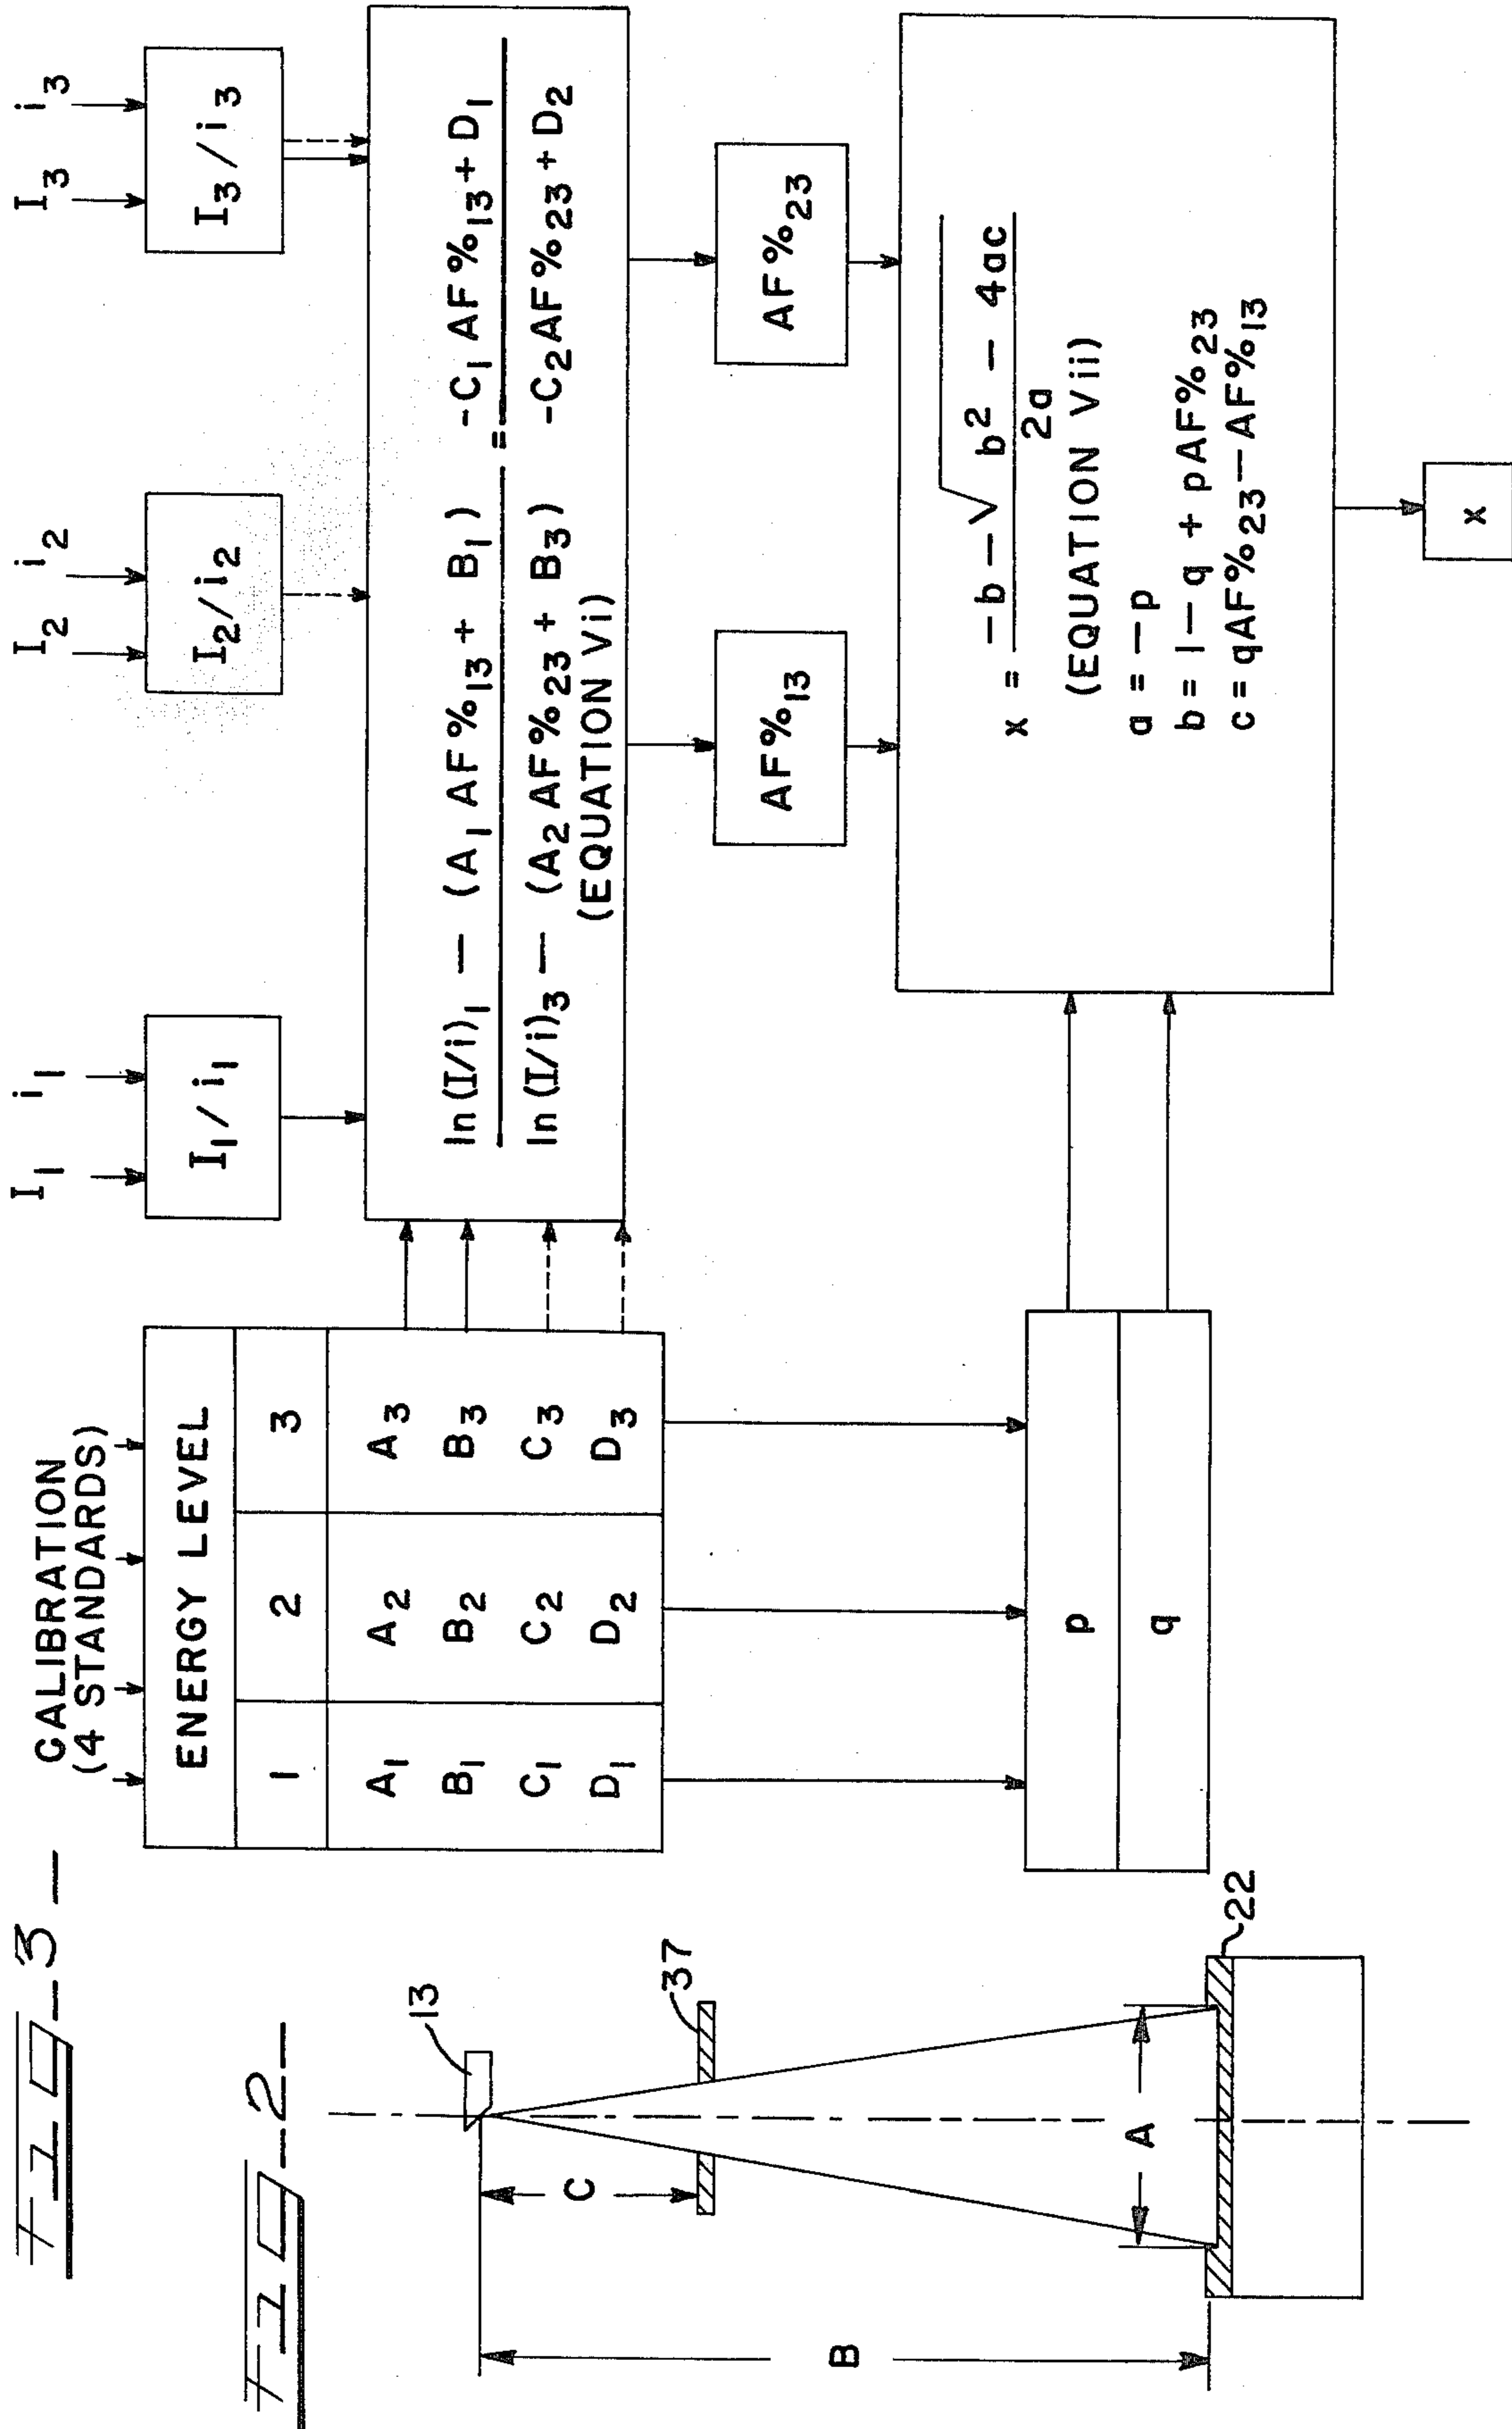 Fig-3-
CALIBRATION
(4 STANDARDS)
ENERGY LEVEL
1 2 3
A1 A2 A3
B1 B2 B3
C1 C2 C3
D1 D2 D3
p
q
I1 i1
I1/i1
I2 i2
I2/i2
I3 i3
I3/i3
ln(I/i)1 — (A1 AF%13 + B1) = -C1 AF%13 + D1
ln(I/i)3 — (A2 AF%23 + B3) -C2 AF%23 + D2
(EQUATION Vi)
AF%13
AF%23
x = -b-√b2 - 4ac
2a
(EQUATION Vii)
a = -p
b = 1-q + pAF%23
c = qAF%23-AF%13
x
Fig-2-
13
37
C
A
B
22